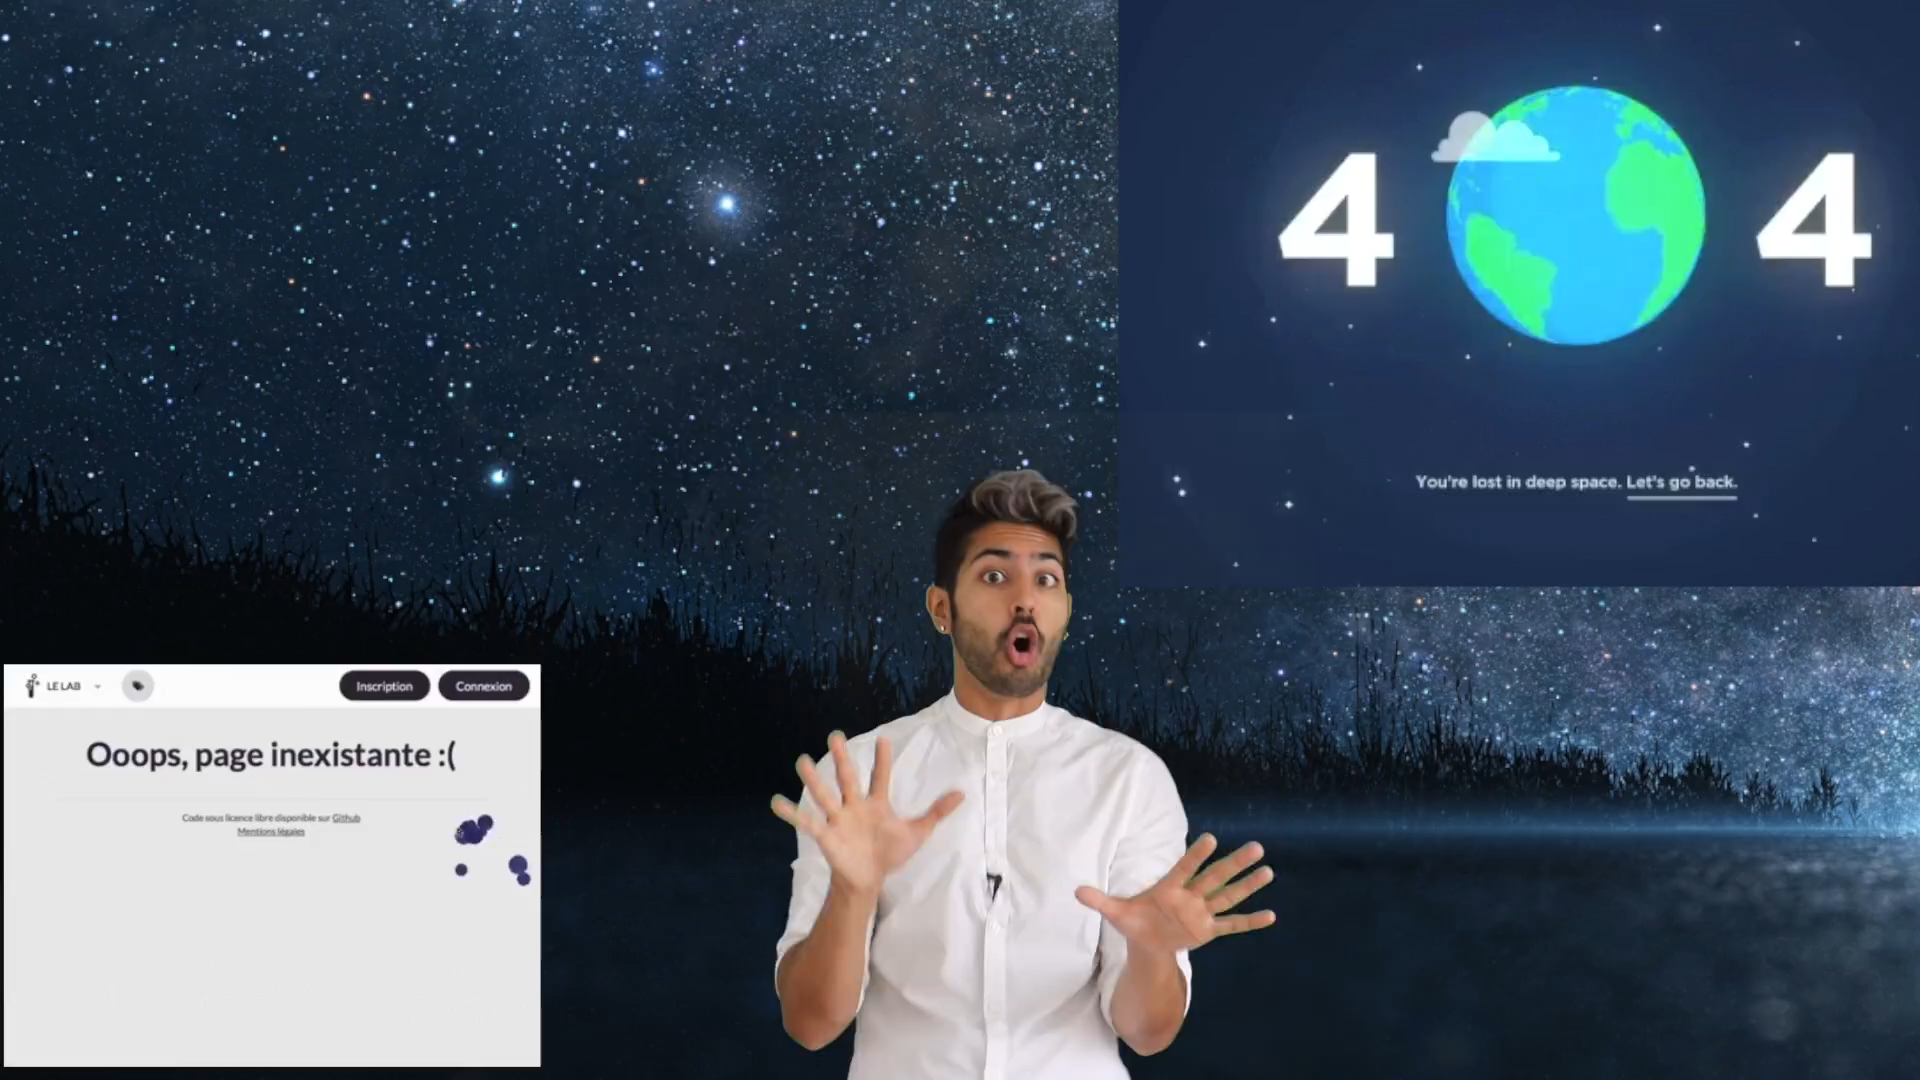 4 4
You're lost in deep space. Let's go back.
LE LAB
Inscription
Connexion
Ooops, page inexistante :(
Code sous licence libre disponible sur Github
Mentions légales